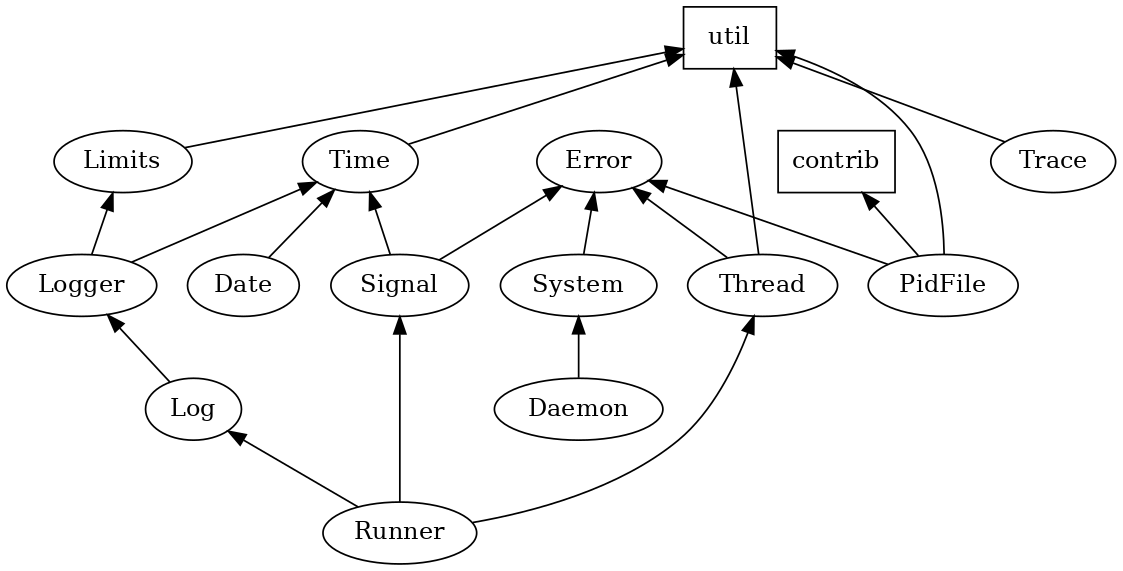 util
Limits
Time
Error
contrib
Trace
Logger
Date
Signal
System
Thread
PidFile
Log
Daemon
Runner